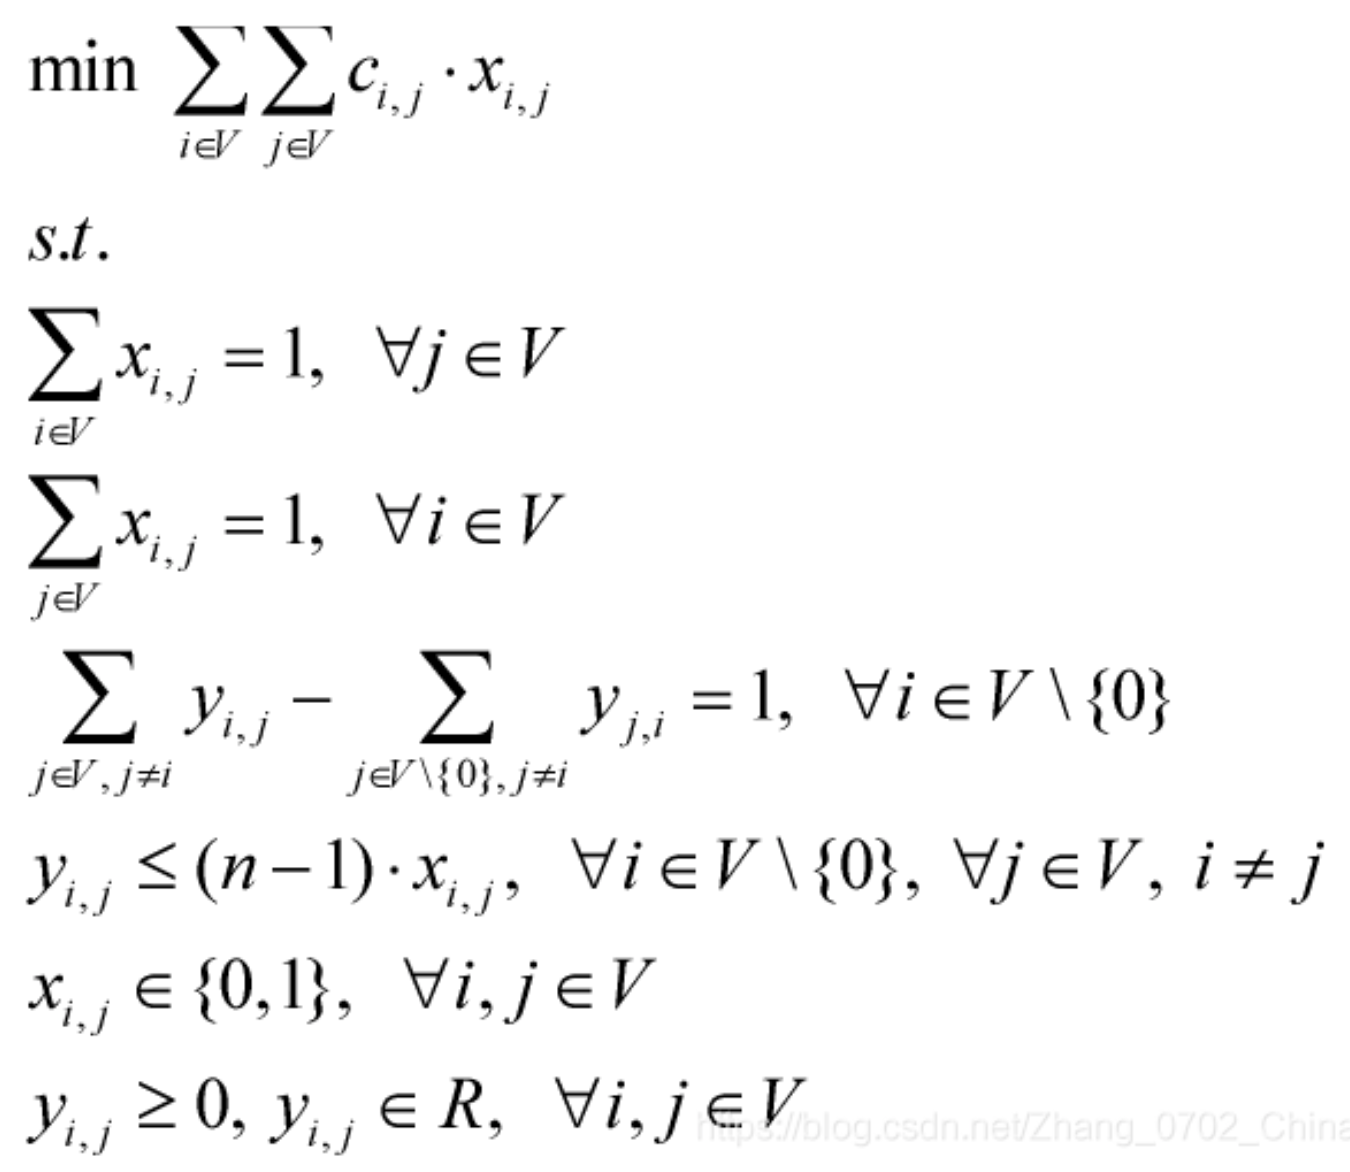 min ∑_{i∈V} ∑_{j∈V} c_{i,j} · x_{i,j}
s.t.
∑_{i∈V} x_{i,j} = 1, ∀j ∈ V
∑_{j∈V} x_{i,j} = 1, ∀i ∈ V
∑_{j∈V, j≠i} y_{i,j} − ∑_{j∈V\{0}, j≠i} y_{j,i} = 1, ∀i ∈ V \ {0}
y_{i,j} ≤ (n−1) · x_{i,j}, ∀i ∈ V \ {0}, ∀j ∈ V, i ≠ j
x_{i,j} ∈ {0,1}, ∀i, j ∈ V
y_{i,j} ≥ 0, y_{i,j} ∈ R, ∀i, j ∈ V
https://blog.csdn.net/Zhang_0702_China